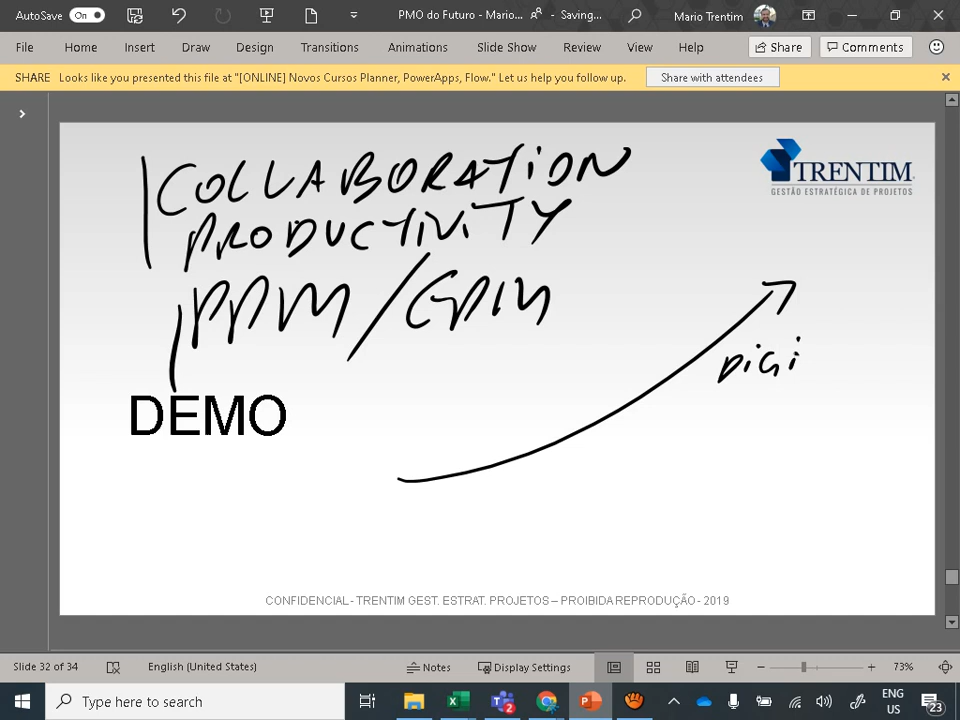 AutoSave On PMO do Futuro - Mario... Saving... Mario Trentim
File Home Insert Draw Design Transitions Animations Slide Show Review View Help Share Comments
SHARE Looks like you presented this file at "[ONLINE] Novos Cursos Planner, PowerApps, Flow." Let us help you follow up. Share with attendees
COLLABORATION
PRODUCTIVITY
TRENTIM
GESTÃO ESTRATÉGICA DE PROJETOS
PPM/EPM
DIGI
DEMO
CONFIDENCIAL - TRENTIM GEST. ESTRAT. PROJETOS – PROIBIDA REPRODUÇÃO - 2019
Slide 32 of 34 English (United States) Notes Display Settings 73%
Type here to search 2 ENG US 23